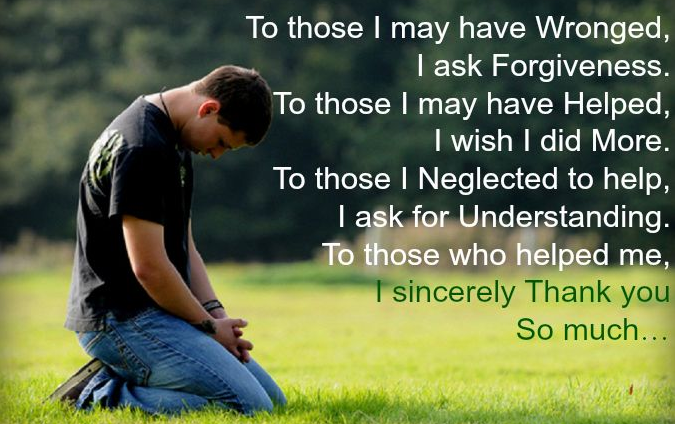 To those I may have Wronged,
I ask Forgiveness.
To those I may have Helped,
I wish I did More.
To those I Neglected to help,
I ask for Understanding.
To those who helped me,
I sincerely Thank you
So much…